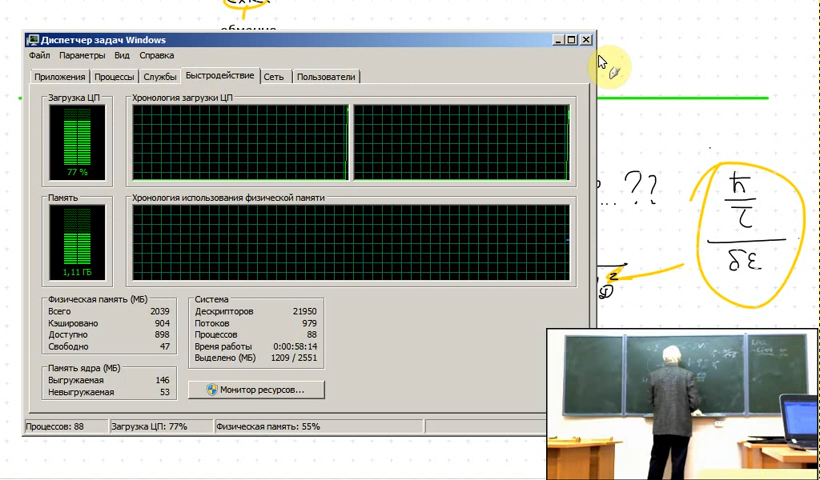 обмению
Диспетчер задач Windows
Файл Параметры Вид Справка
Приложения Процессы Службы Быстродействие Сеть Пользователи
Загрузка ЦП
77 %
Хронология загрузки ЦП
Память
1,11 ГБ
Хронология использования физической памяти
Физическая память (МБ)
Всего 2039
Кэшировано 904
Доступно 898
Свободно 47
Память ядра (МБ)
Выгружаемая 146
Невыгружаемая 53
Система
Дескрипторов 21950
Потоков 979
Процессов 88
Время работы 0:00:58:14
Выделено (МБ) 1209 / 2551
Монитор ресурсов...
Процессов: 88 Загрузка ЦП: 77% Физическая память: 55%
... ??